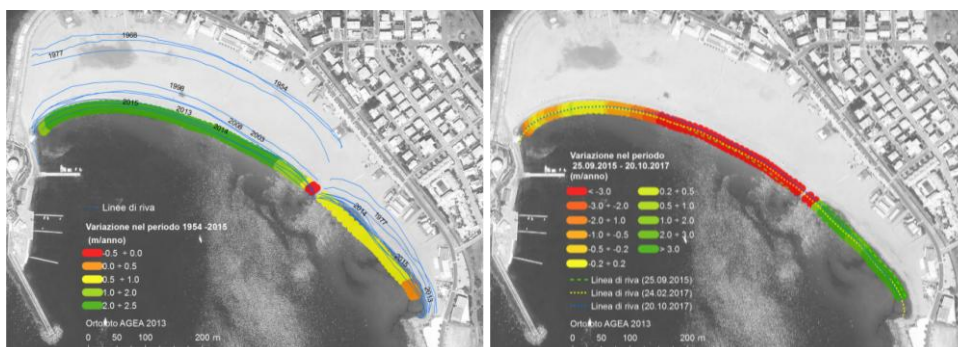 1968
1977
1954
1998
2015
2013
2014
2008
2003
1977
2014
2015
2013
Linee di riva
Variazione nel periodo 1954 -2015
(m/anno)
-0.5 ÷ 0.0
0.0 ÷ 0.5
0.5 ÷ 1.0
1.0 ÷ 2.0
2.0 ÷ 2.5
Ortofoto AGEA 2013
0 50 100 200 m
Variazione nel periodo
25.09.2015 - 20.10.2017
(m/anno)
< -3.0
-3.0 ÷ -2.0
-2.0 ÷ 1.0
-1.0 ÷ -0.5
-0.5 ÷ -0.2
-0.2 ÷ 0.2
0.2 ÷ 0.5
0.5 ÷ 1.0
1.0 ÷ 2.0
2.0 ÷ 3.0
> 3.0
Linea di riva (25.09.2015)
Linea di riva (24.02.2017)
Linea di riva (20.10.2017)
Ortofoto AGEA 2013
0 50 100 200 m